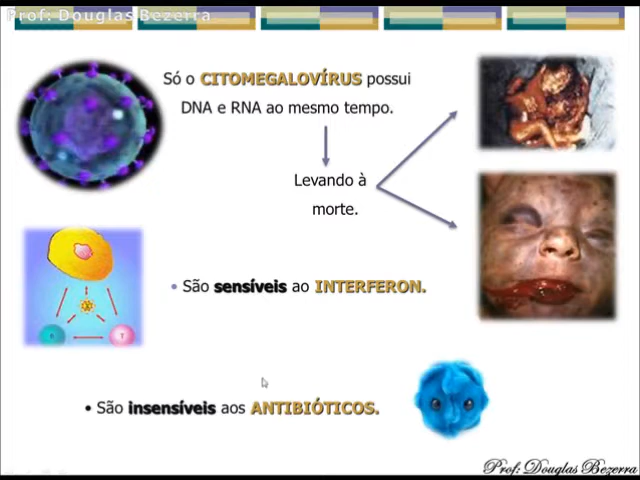 Prof: Douglas Bezerra
Só o CITOMEGALOVÍRUS possui
DNA e RNA ao mesmo tempo.
Levando à
morte.
• São sensíveis ao INTERFERON.
• São insensíveis aos ANTIBIÓTICOS.
Prof: Douglas Bezerra